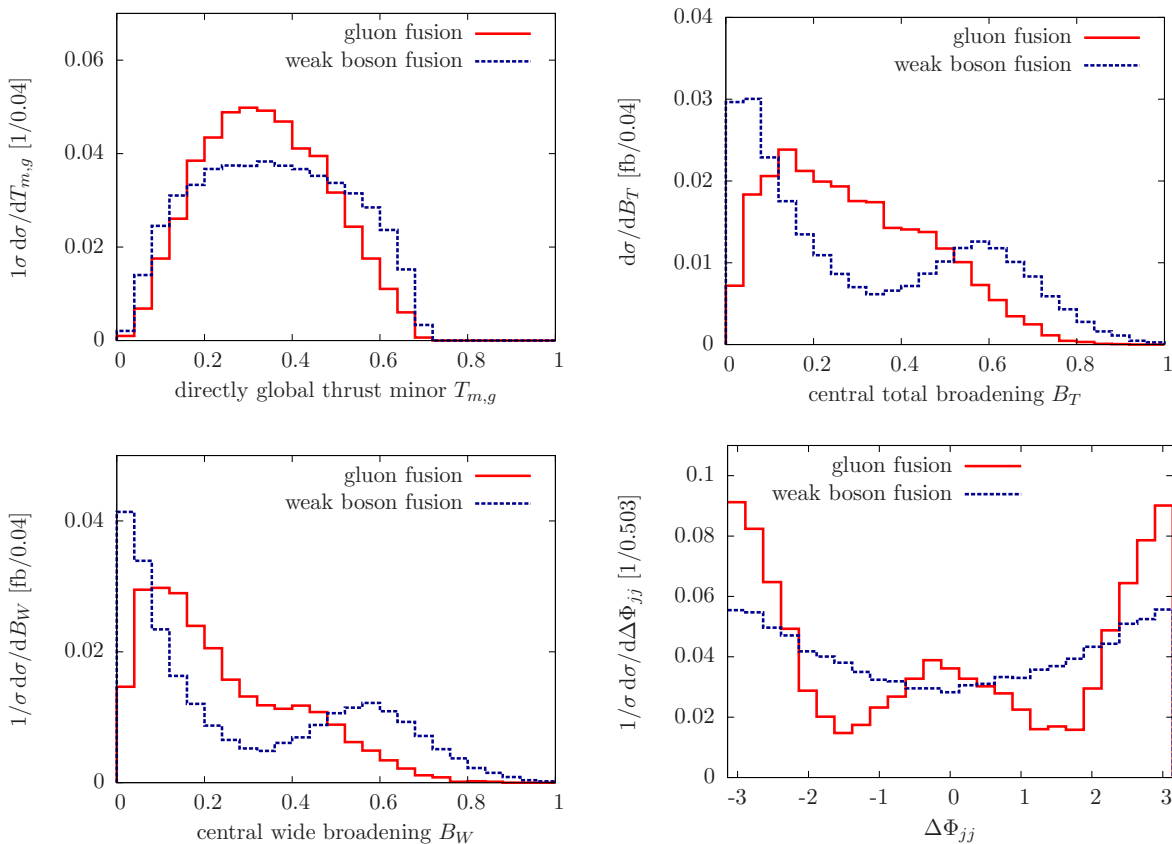 gluon fusion
weak boson fusion
1σ dσ/dT_{m,g} [1/0.04]
0.06
0.04
0.02
0
0 0.2 0.4 0.6 0.8 1
directly global thrust minor T_{m,g}
gluon fusion
weak boson fusion
dσ/dB_T [fb/0.04]
0.04
0.03
0.02
0.01
0
0 0.2 0.4 0.6 0.8 1
central total broadening B_T
gluon fusion
weak boson fusion
1/σ dσ/dB_W [fb/0.04]
0.04
0.02
0
0 0.2 0.4 0.6 0.8 1
central wide broadening B_W
gluon fusion
weak boson fusion
1/σ dσ/dΔΦ_{jj} [1/0.503]
0.1
0.08
0.06
0.04
0.02
0
-3 -2 -1 0 1 2 3
ΔΦ_{jj}